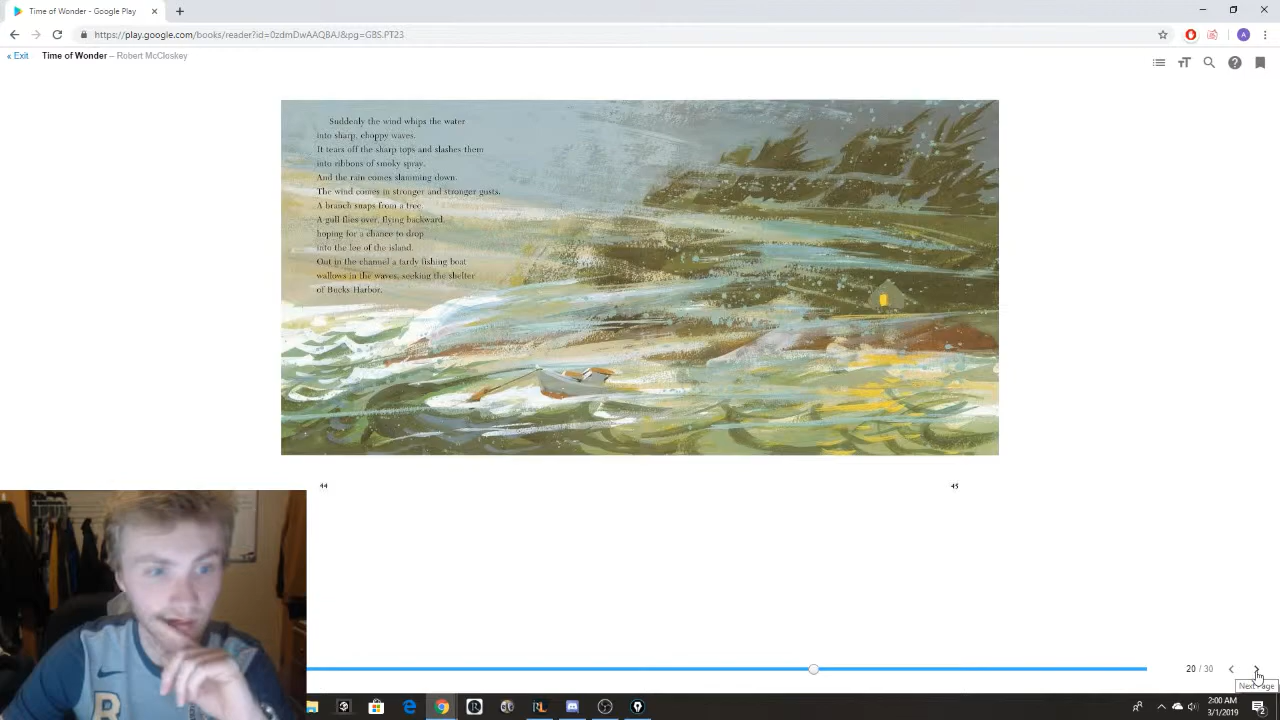 Time of Wonder - Google Play
https://play.google.com/books/reader?id=0zdmDwAAQBAJ&pg=GBS.PT23
« Exit Time of Wonder – Robert McCloskey
Suddenly the wind whips the water
into sharp, choppy waves.
It tears off the sharp tops and slashes them
into ribbons of smoky spray.
And the rain comes slamming down.
The wind comes in stronger and stronger gusts.
A branch snaps from a tree.
A gull flies over, flying backward,
hoping for a chance to drop
into the lee of the island.
Out in the channel a tardy fishing boat
wallows in the waves, seeking the shelter
of Bucks Harbor.
44
45
20 / 30
Next Page
2:00 AM
3/1/2019